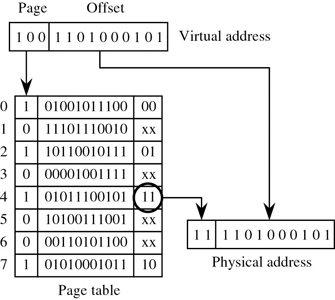 Page Offset
1 0 0 1 1 0 1 0 0 0 1 0 1 Virtual address
0 1 01001011100 00
1 0 11101110010 xx
2 1 10110010111 01
3 0 00001001111 xx
4 1 01011100101 11
5 0 10100111001 xx
6 0 00110101100 xx
7 1 01010001011 10
1 1 1 1 0 1 0 0 0 1 0 1
Physical address
Page table